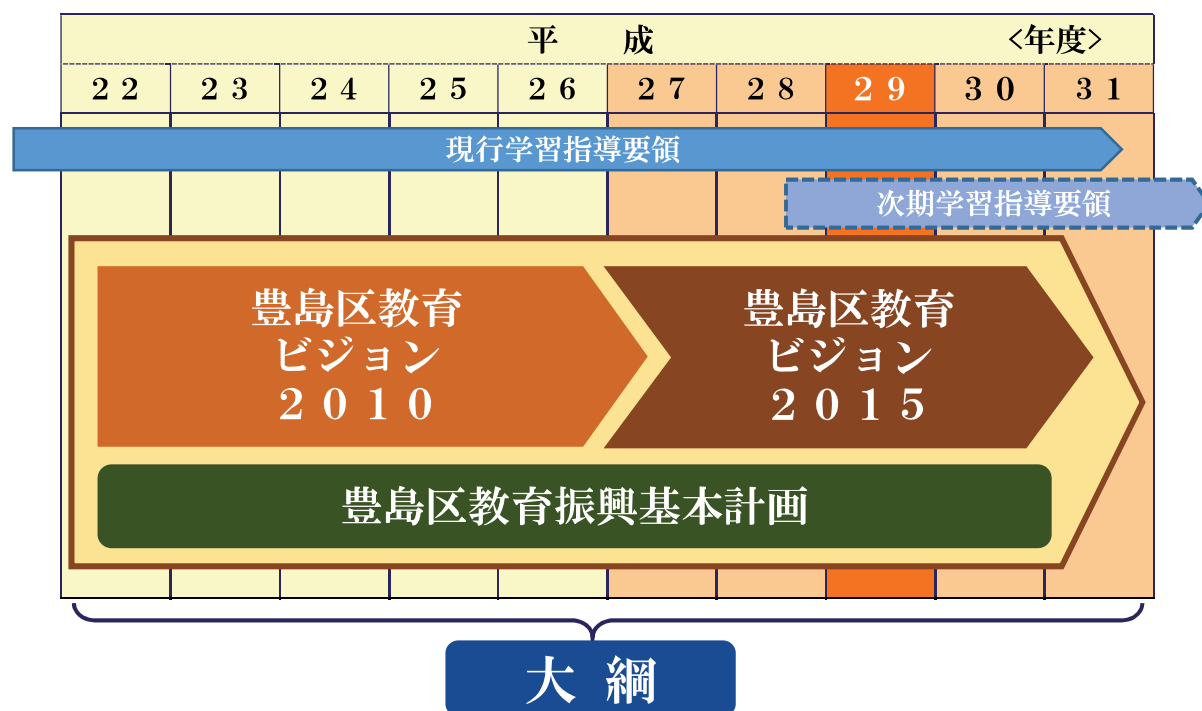 平成 <年度>
22 23 24 25 26 27 28 29 30 31
現行学習指導要領
次期学習指導要領
豊島区教育
ビジョン
2010
豊島区教育
ビジョン
2015
豊島区教育振興基本計画
大綱